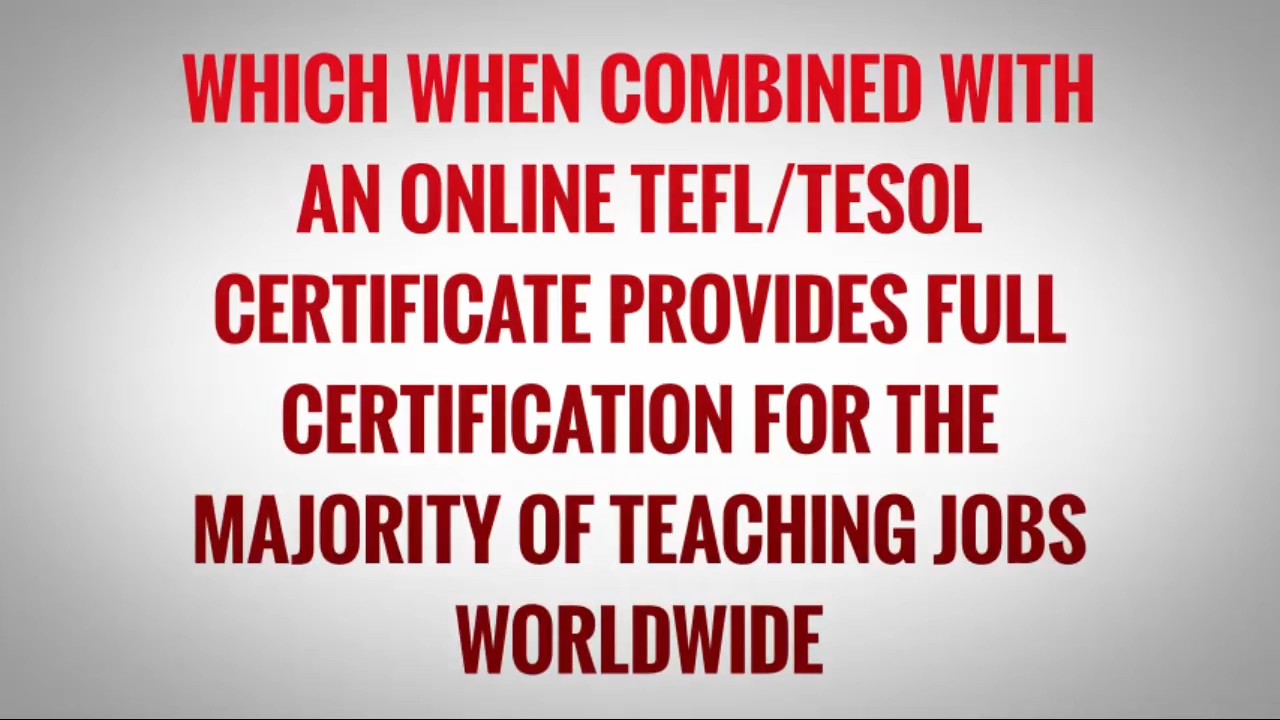 WHICH WHEN COMBINED WITH
AN ONLINE TEFL/TESOL
CERTIFICATE PROVIDES FULL
CERTIFICATION FOR THE
MAJORITY OF TEACHING JOBS
WORLDWIDE